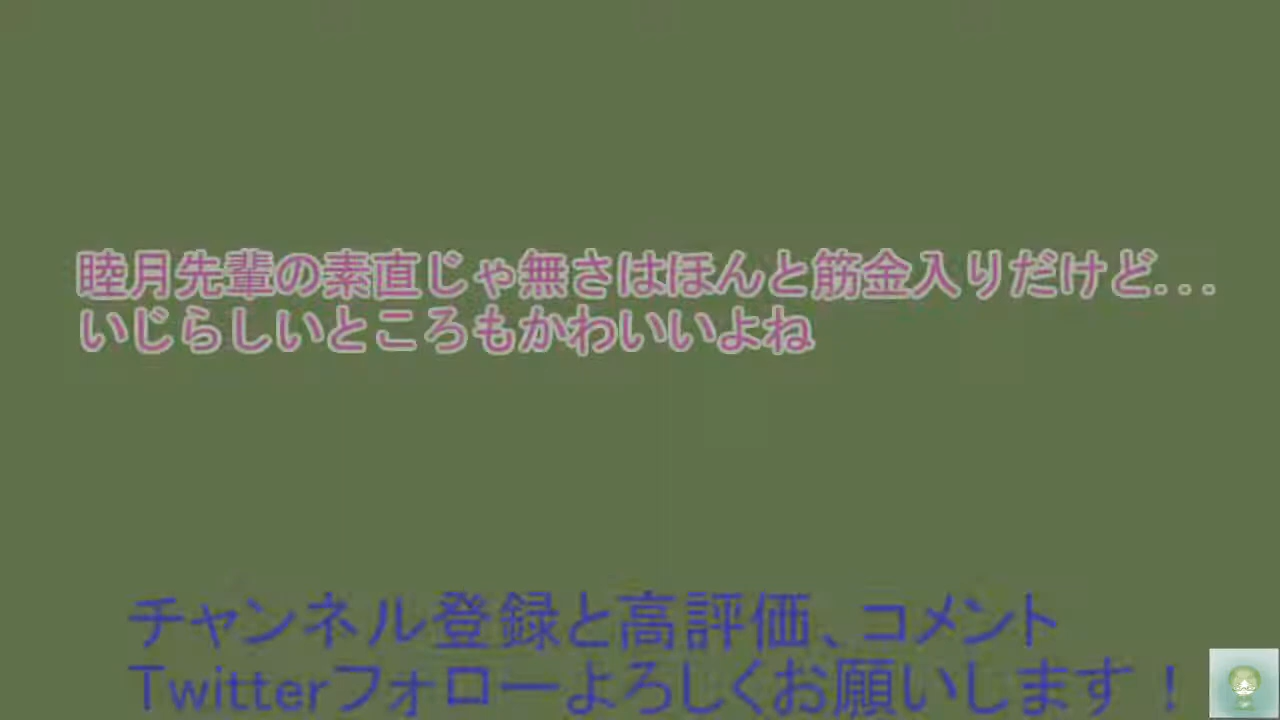 睦月先輩の素直じゃ無さはほんと筋金入りだけど...
いじらしいところもかわいいよね
チャンネル登録と高評価、コメント
Twitterフォローよろしくお願いします！